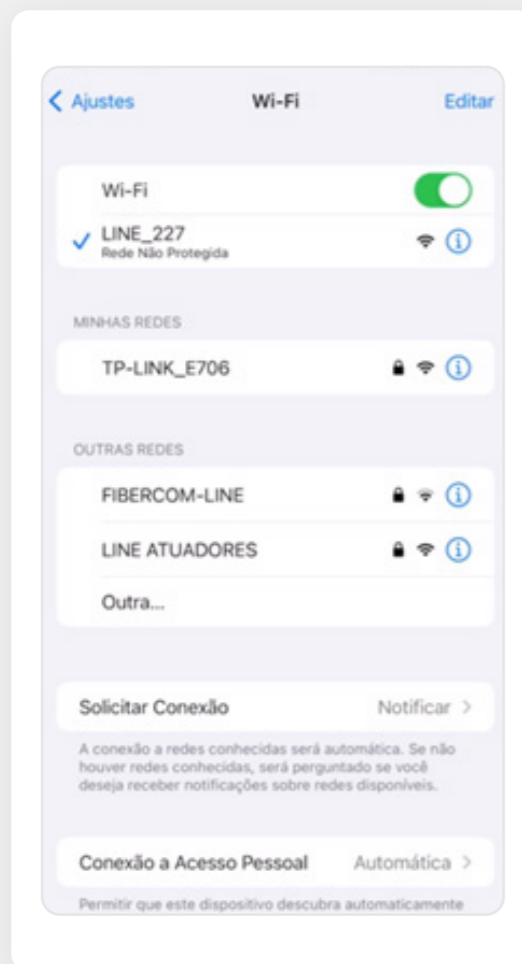 Ajustes Wi-Fi Editar
Wi-Fi
LINE_227
Rede Não Protegida
MINHAS REDES
TP-LINK_E706
OUTRAS REDES
FIBERCOM-LINE
LINE ATUADORES
Outra...
Solicitar Conexão Notificar
A conexão a redes conhecidas será automática. Se não
houver redes conhecidas, será perguntado se você
deseja receber notificações sobre redes disponíveis.
Conexão a Acesso Pessoal Automática
Permitir que este dispositivo descubra automaticamente